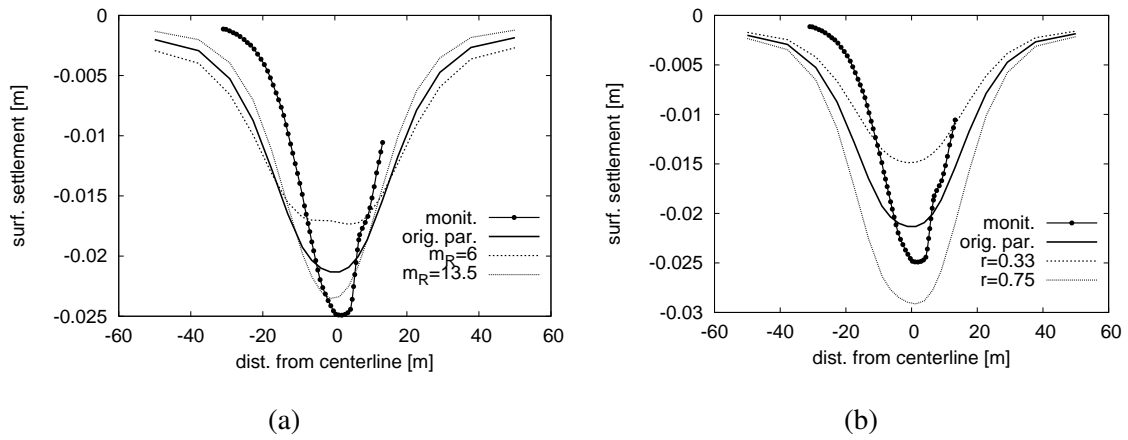 0
-0.005
-0.01
-0.015
-0.02
-0.025
-60 -40 -20 0 20 40 60
surf. settlement [m]
dist. from centerline [m]
monit.
orig. par.
m_R=6
m_R=13.5
(a)
0
-0.005
-0.01
-0.015
-0.02
-0.025
-0.03
-60 -40 -20 0 20 40 60
surf. settlement [m]
dist. from centerline [m]
monit.
orig. par.
r=0.33
r=0.75
(b)